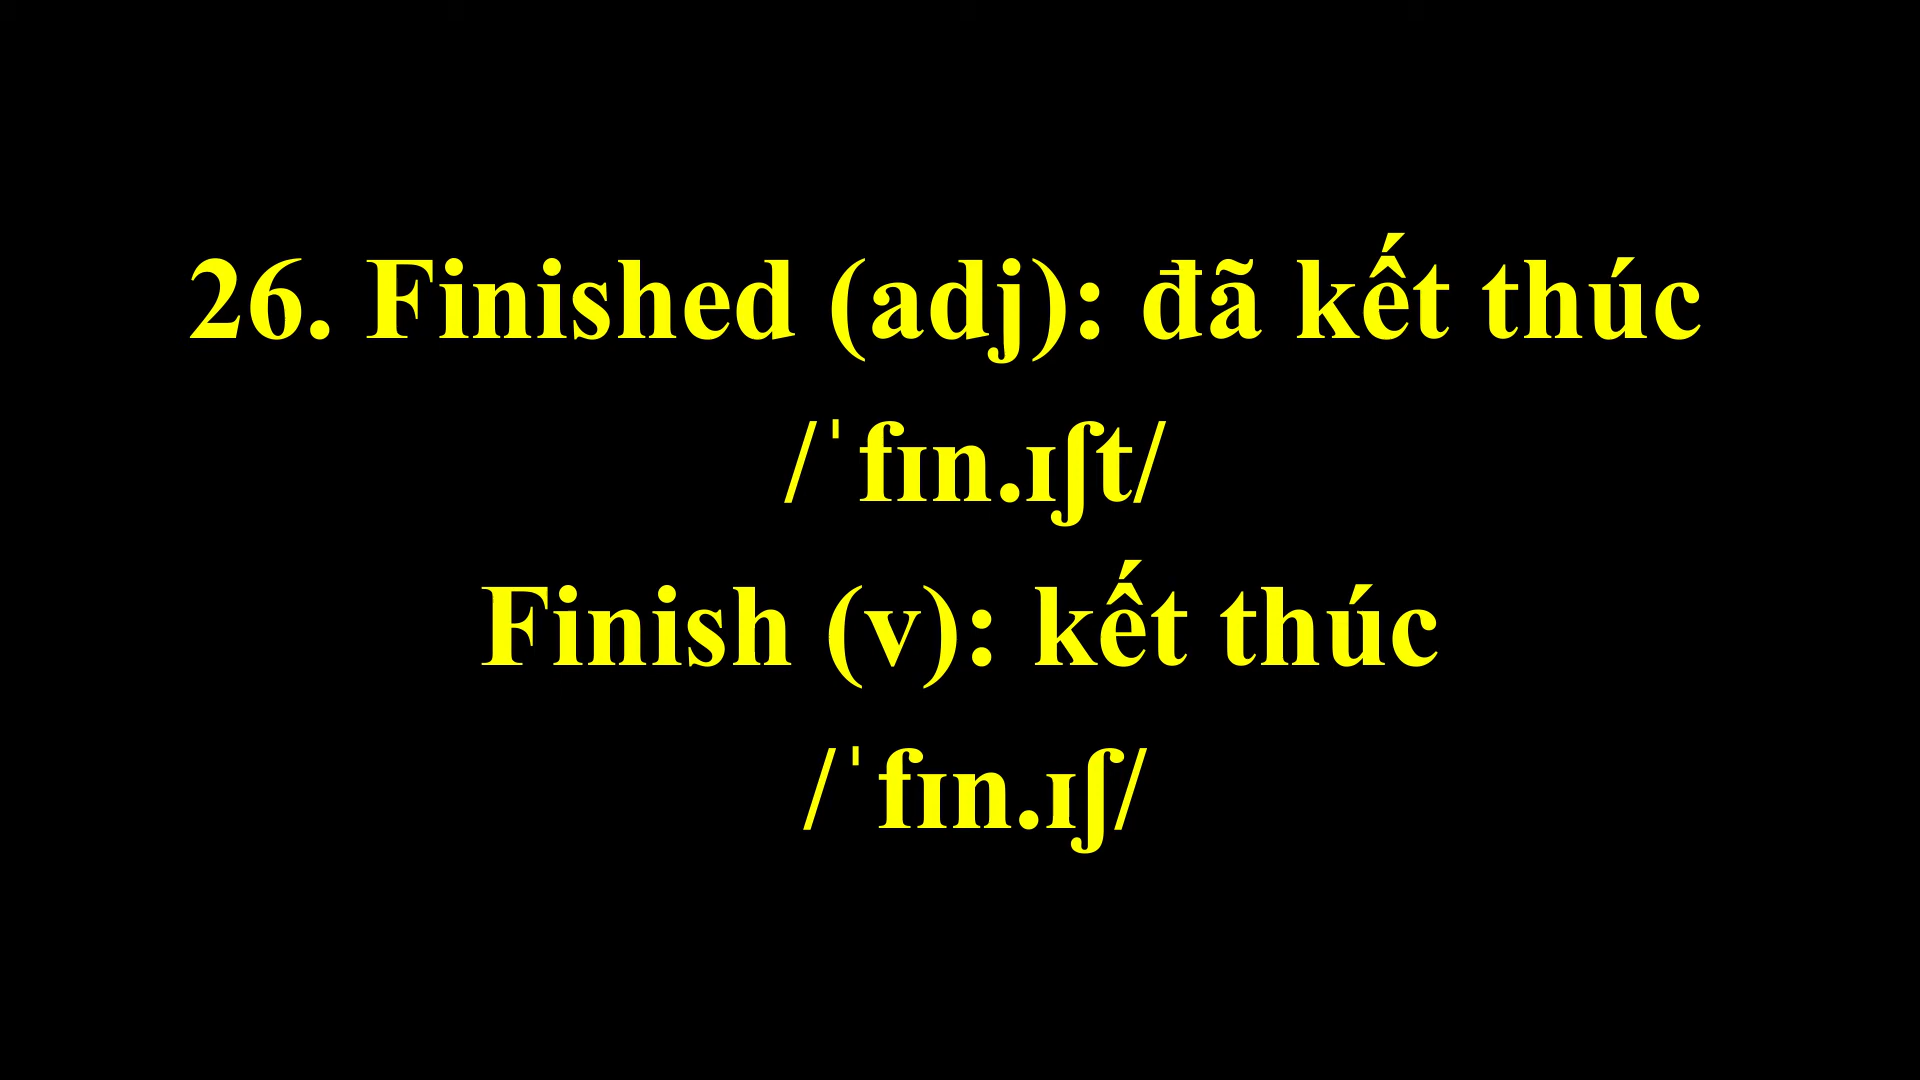 26. Finished (adj): đã kết thúc
/ˈfɪn.ɪʃt/
Finish (v): kết thúc
/ˈfɪn.ɪʃ/